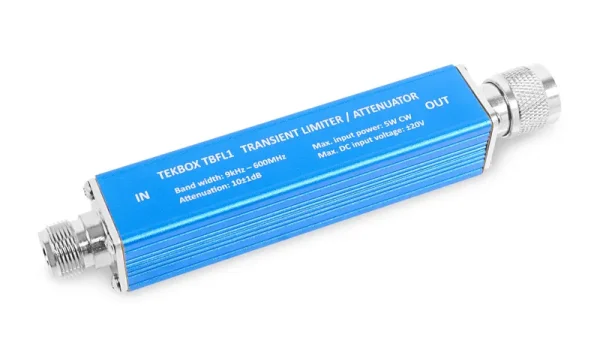 TEKBOX TBFL1 TRANSIENT LIMITER / ATTENUATOR
IN
Band width: 9kHz – 600MHz
Attenuation: 10±1dB
Max. input power: 5W CW
Max. DC input voltage: ±20V
OUT